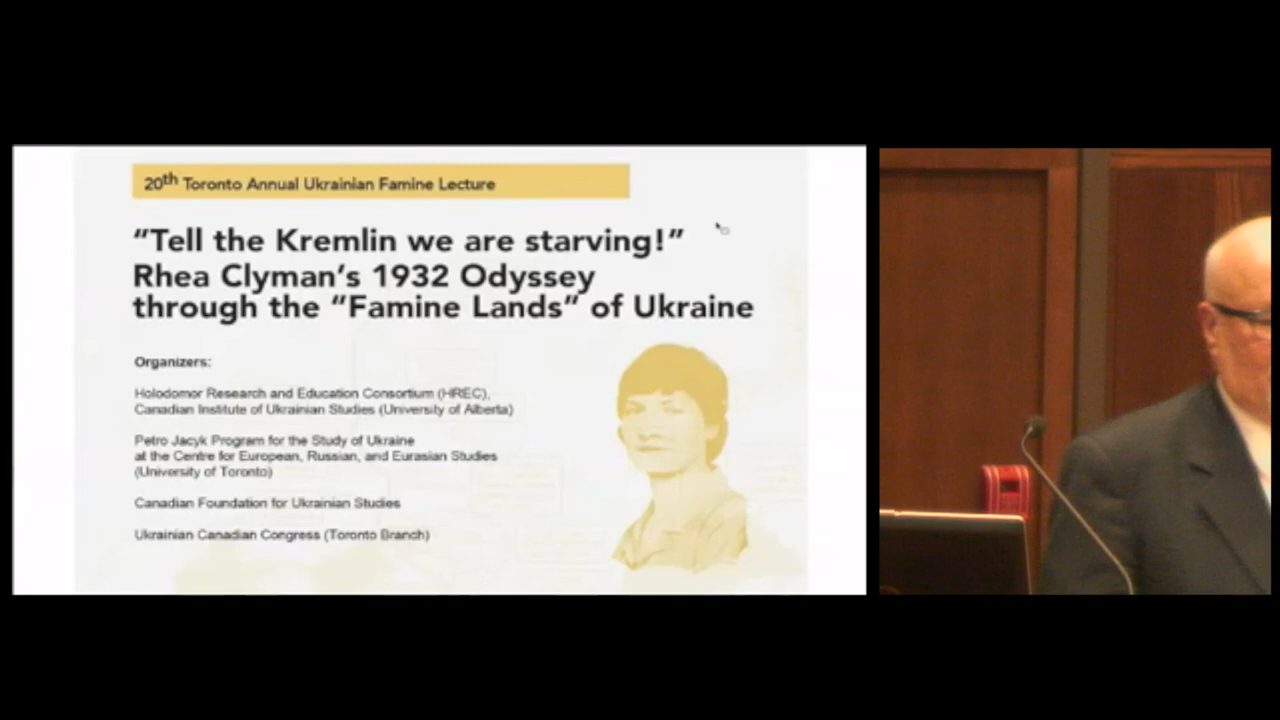 20th Toronto Annual Ukrainian Famine Lecture
“Tell the Kremlin we are starving!”
Rhea Clyman’s 1932 Odyssey
through the “Famine Lands” of Ukraine
Organizers:
Holodomor Research and Education Consortium (HREC),
Canadian Institute of Ukrainian Studies (University of Alberta)
Petro Jacyk Program for the Study of Ukraine
at the Centre for European, Russian, and Eurasian Studies
(University of Toronto)
Canadian Foundation for Ukrainian Studies
Ukrainian Canadian Congress (Toronto Branch)